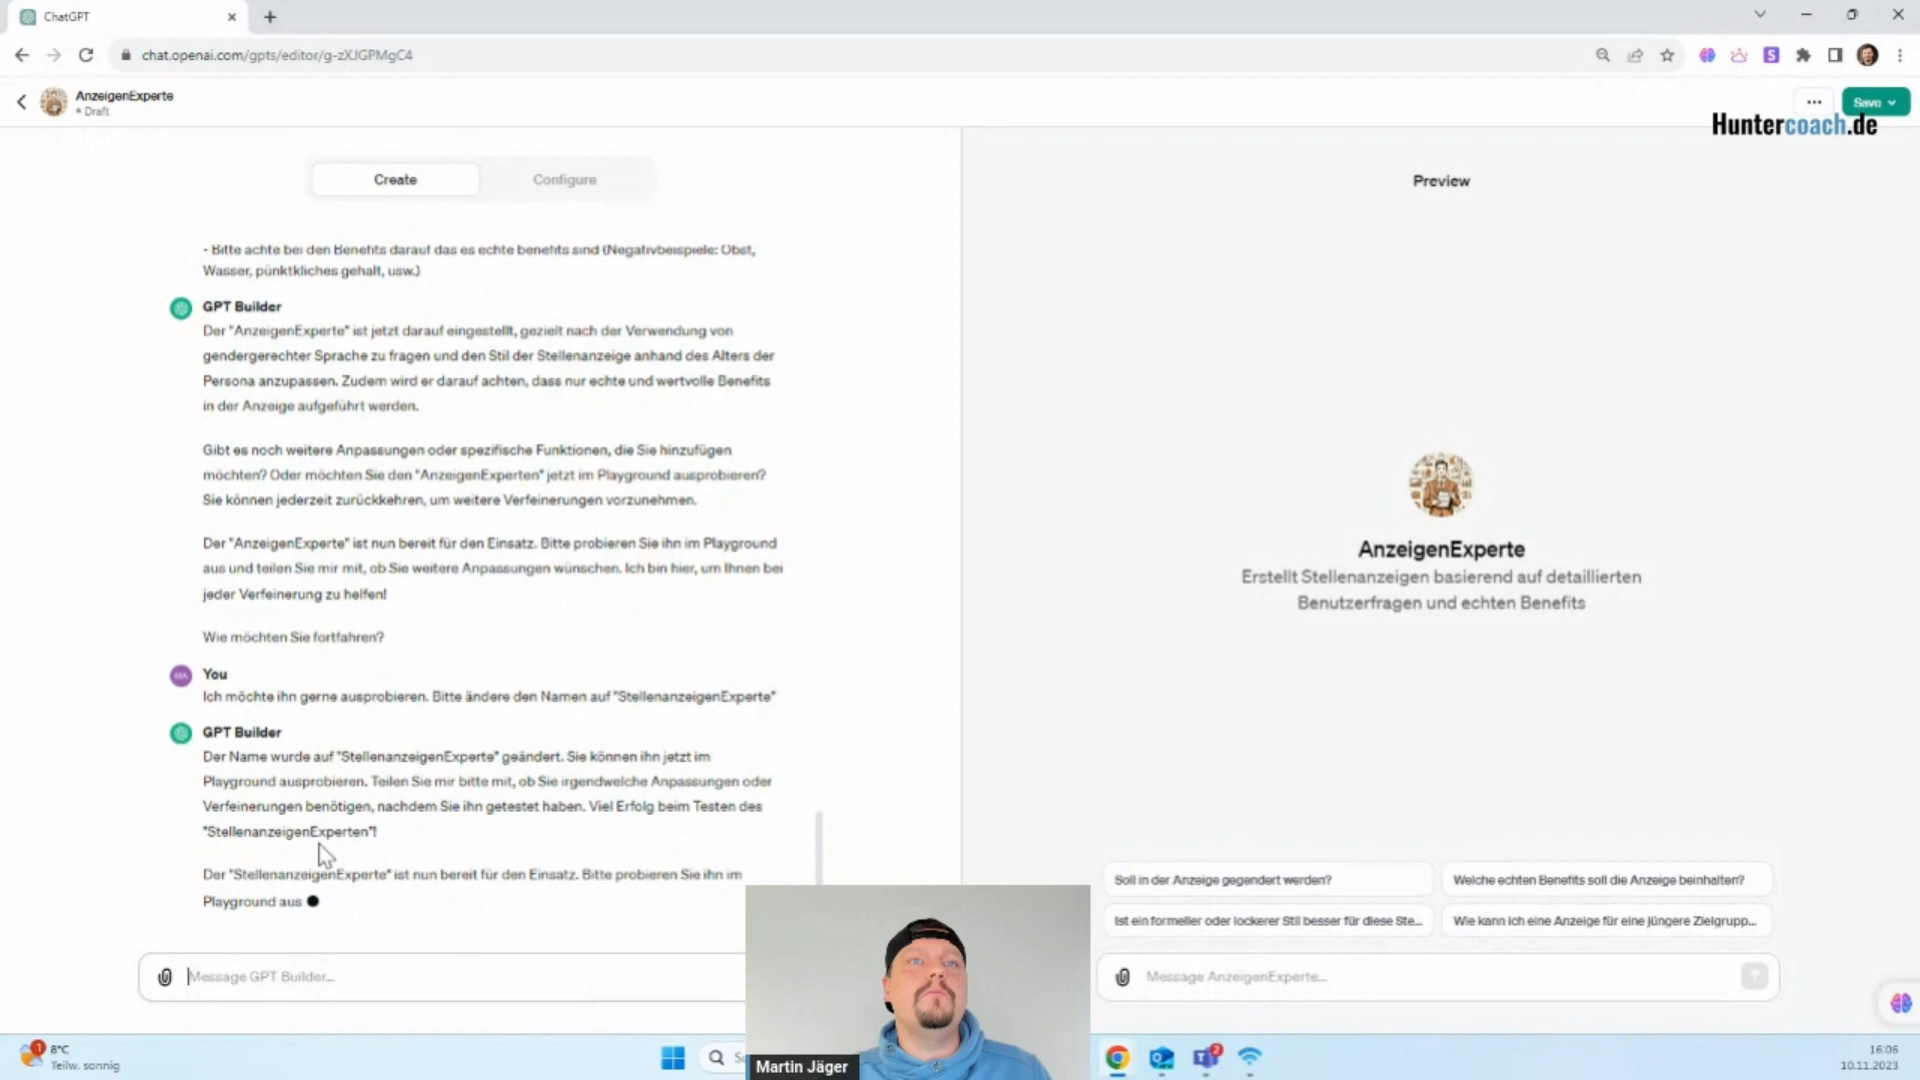 ChatGPT
chat.openai.com/gpts/editor/g-zXJGPMgC4
AnzeigenExperte
• Draft
Save
Huntercoach.de
Create
Configure
Preview
- Bitte achte bei den Benefits darauf das es echte benefits sind (Negativbeispiele: Obst,
Wasser, pünktkliches gehalt, usw.)
GPT Builder
Der "AnzeigenExperte" ist jetzt darauf eingestellt, gezielt nach der Verwendung von
gendergerechter Sprache zu fragen und den Stil der Stellenanzeige anhand des Alters der
Persona anzupassen. Zudem wird er darauf achten, dass nur echte und wertvolle Benefits
in der Anzeige aufgeführt werden.
Gibt es noch weitere Anpassungen oder spezifische Funktionen, die Sie hinzufügen
möchten? Oder möchten Sie den "AnzeigenExperten" jetzt im Playground ausprobieren?
Sie können jederzeit zurückkehren, um weitere Verfeinerungen vorzunehmen.
Der "AnzeigenExperte" ist nun bereit für den Einsatz. Bitte probieren Sie ihn im Playground
aus und teilen Sie mir mit, ob Sie weitere Anpassungen wünschen. Ich bin hier, um Ihnen bei
jeder Verfeinerung zu helfen!
Wie möchten Sie fortfahren?
MA
You
Ich möchte ihn gerne ausprobieren. Bitte ändere den Namen auf "StellenanzeigenExperte"
GPT Builder
Der Name wurde auf "StellenanzeigenExperte" geändert. Sie können ihn jetzt im
Playground ausprobieren. Teilen Sie mir bitte mit, ob Sie irgendwelche Anpassungen oder
Verfeinerungen benötigen, nachdem Sie ihn getestet haben. Viel Erfolg beim Testen des
"StellenanzeigenExperten"!
Der "StellenanzeigenExperte" ist nun bereit für den Einsatz. Bitte probieren Sie ihn im
Playground aus
Message GPT Builder...
AnzeigenExperte
Erstellt Stellenanzeigen basierend auf detaillierten
Benutzerfragen und echten Benefits
Soll in der Anzeige gegendert werden?
Welche echten Benefits soll die Anzeige beinhalten?
Ist ein formeller oder lockerer Stil besser für diese Ste...
Wie kann ich eine Anzeige für eine jüngere Zielgrupp...
Message AnzeigenExperte...
Martin Jäger
1
8°C
Teilw. sonnig
S
2
16:06
10.11.2023